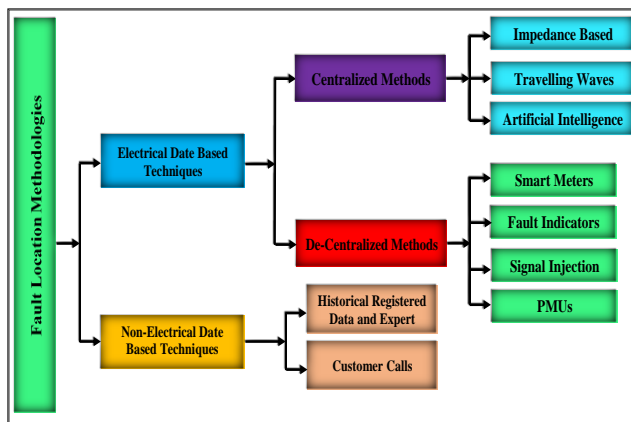 Fault Location Methodologies
Electrical Date Based
Techniques
Non-Electrical Date
Based Techniques
Centralized Methods
De-Centralized Methods
Historical Registered
Data and Expert
Customer Calls
Impedance Based
Travelling Waves
Artificial Intelligence
Smart Meters
Fault Indicators
Signal Injection
PMUs